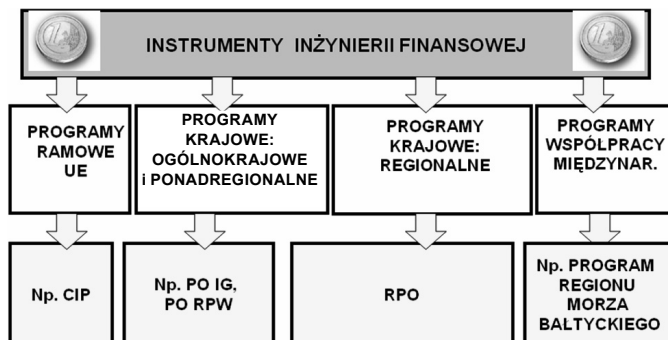 INSTRUMENTY INŻYNIERII FINANSOWEJ
PROGRAMY
RAMOWE
UE
PROGRAMY
KRAJOWE:
OGÓLNOKRAJOWE
i PONADREGIONALNE
PROGRAMY
KRAJOWE:
REGIONALNE
PROGRAMY
WSPÓŁPRACY
MIĘDZYNAR.
Np. CIP
Np. PO IG,
PO RPW
RPO
Np. PROGRAM
REGIONU
MORZA
BAŁTYCKIEGO